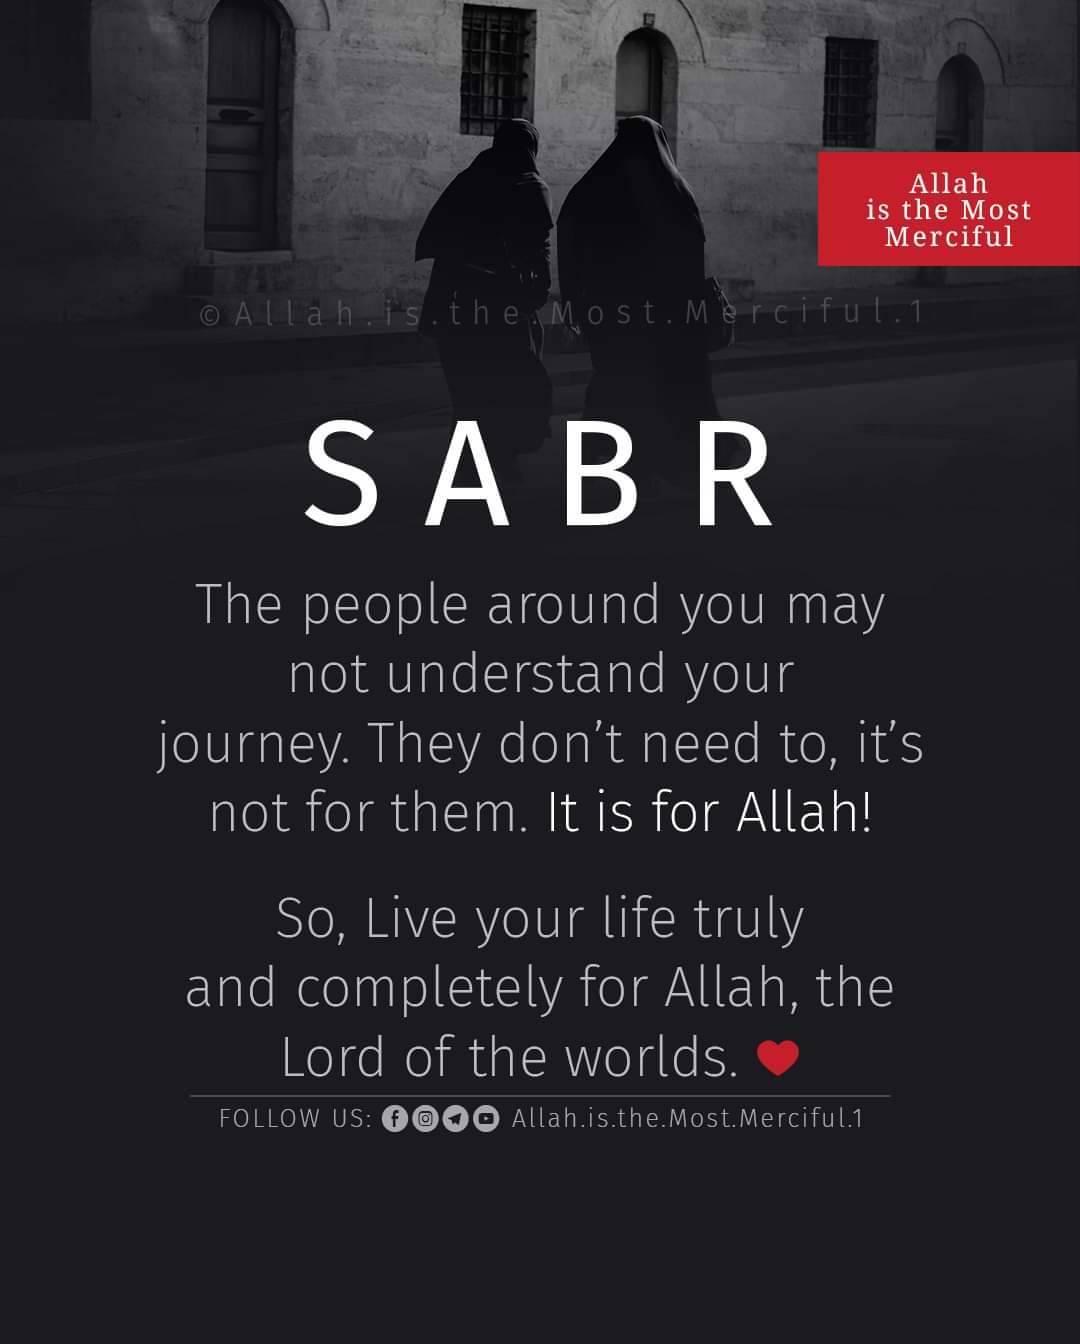 Allah
is the Most
Merciful
©Allah.is.the.Most.Merciful.1
SABR
The people around you may
not understand your
journey. They don’t need to, it’s
not for them. It is for Allah!
So, Live your life truly
and completely for Allah, the
Lord of the worlds.
FOLLOW US: Allah.is.the.Most.Merciful.1